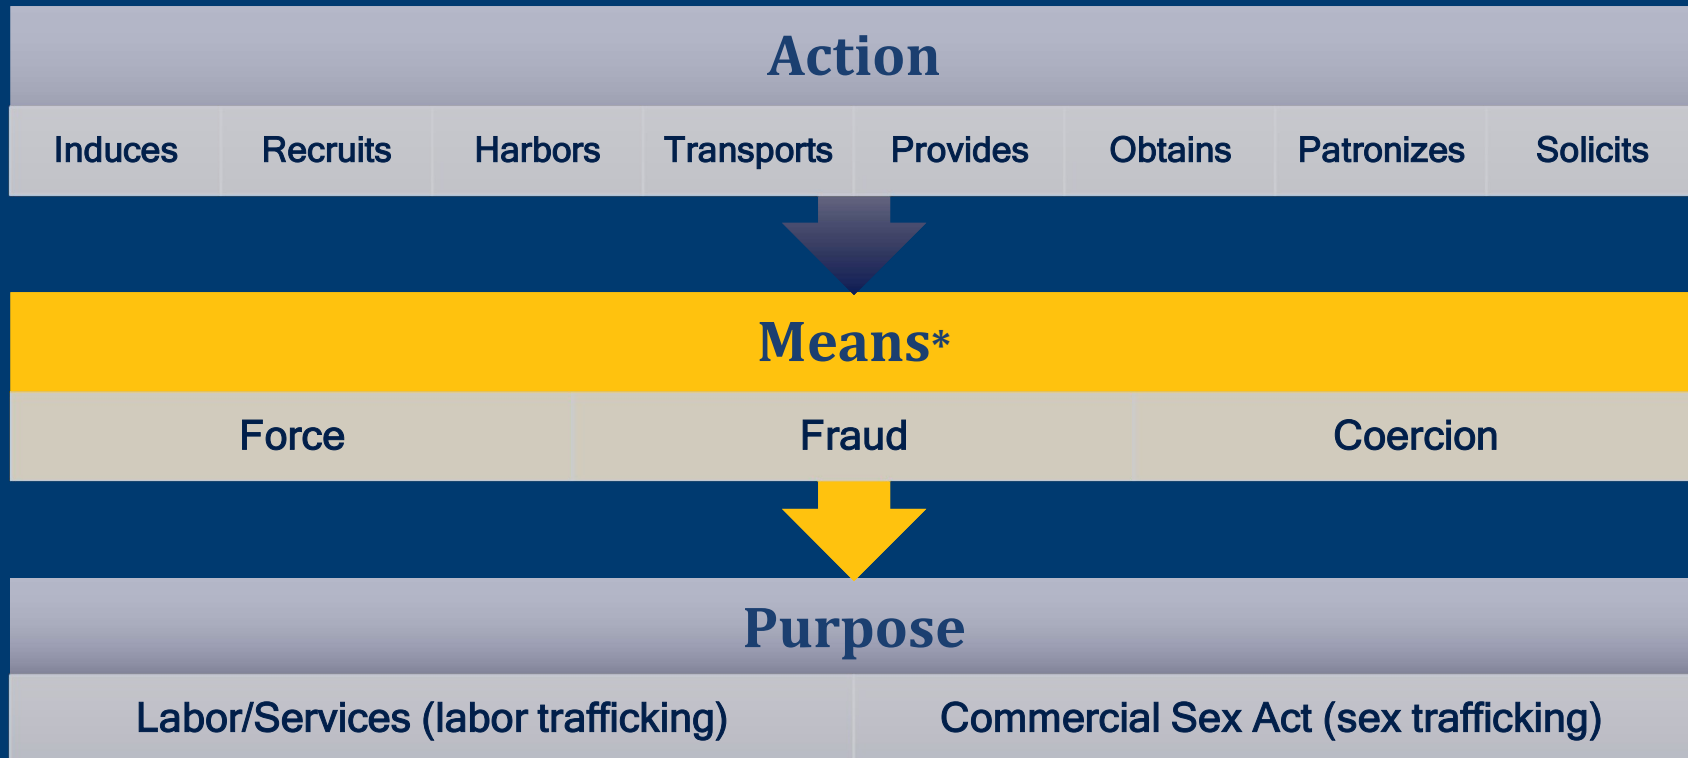 Action
Induces Recruits Harbors Transports Provides Obtains Patronizes Solicits
Means*
Force Fraud Coercion
Purpose
Labor/Services (labor trafficking) Commercial Sex Act (sex trafficking)